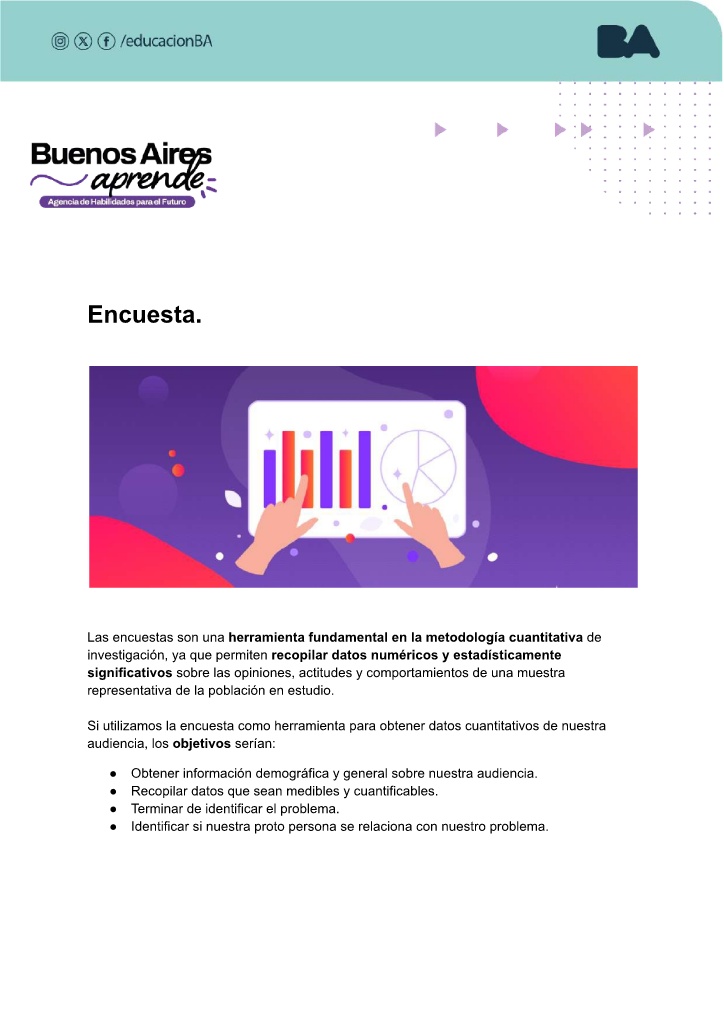 /educacionBA
BA
Buenos Aires
aprende
Agencia de Habilidades para el Futuro
Encuesta.
Las encuestas son una herramienta fundamental en la metodología cuantitativa de
investigación, ya que permiten recopilar datos numéricos y estadísticamente
significativos sobre las opiniones, actitudes y comportamientos de una muestra
representativa de la población en estudio.
Si utilizamos la encuesta como herramienta para obtener datos cuantitativos de nuestra
audiencia, los objetivos serían:
● Obtener información demográfica y general sobre nuestra audiencia.
● Recopilar datos que sean medibles y cuantificables.
● Terminar de identificar el problema.
● Identificar si nuestra proto persona se relaciona con nuestro problema.